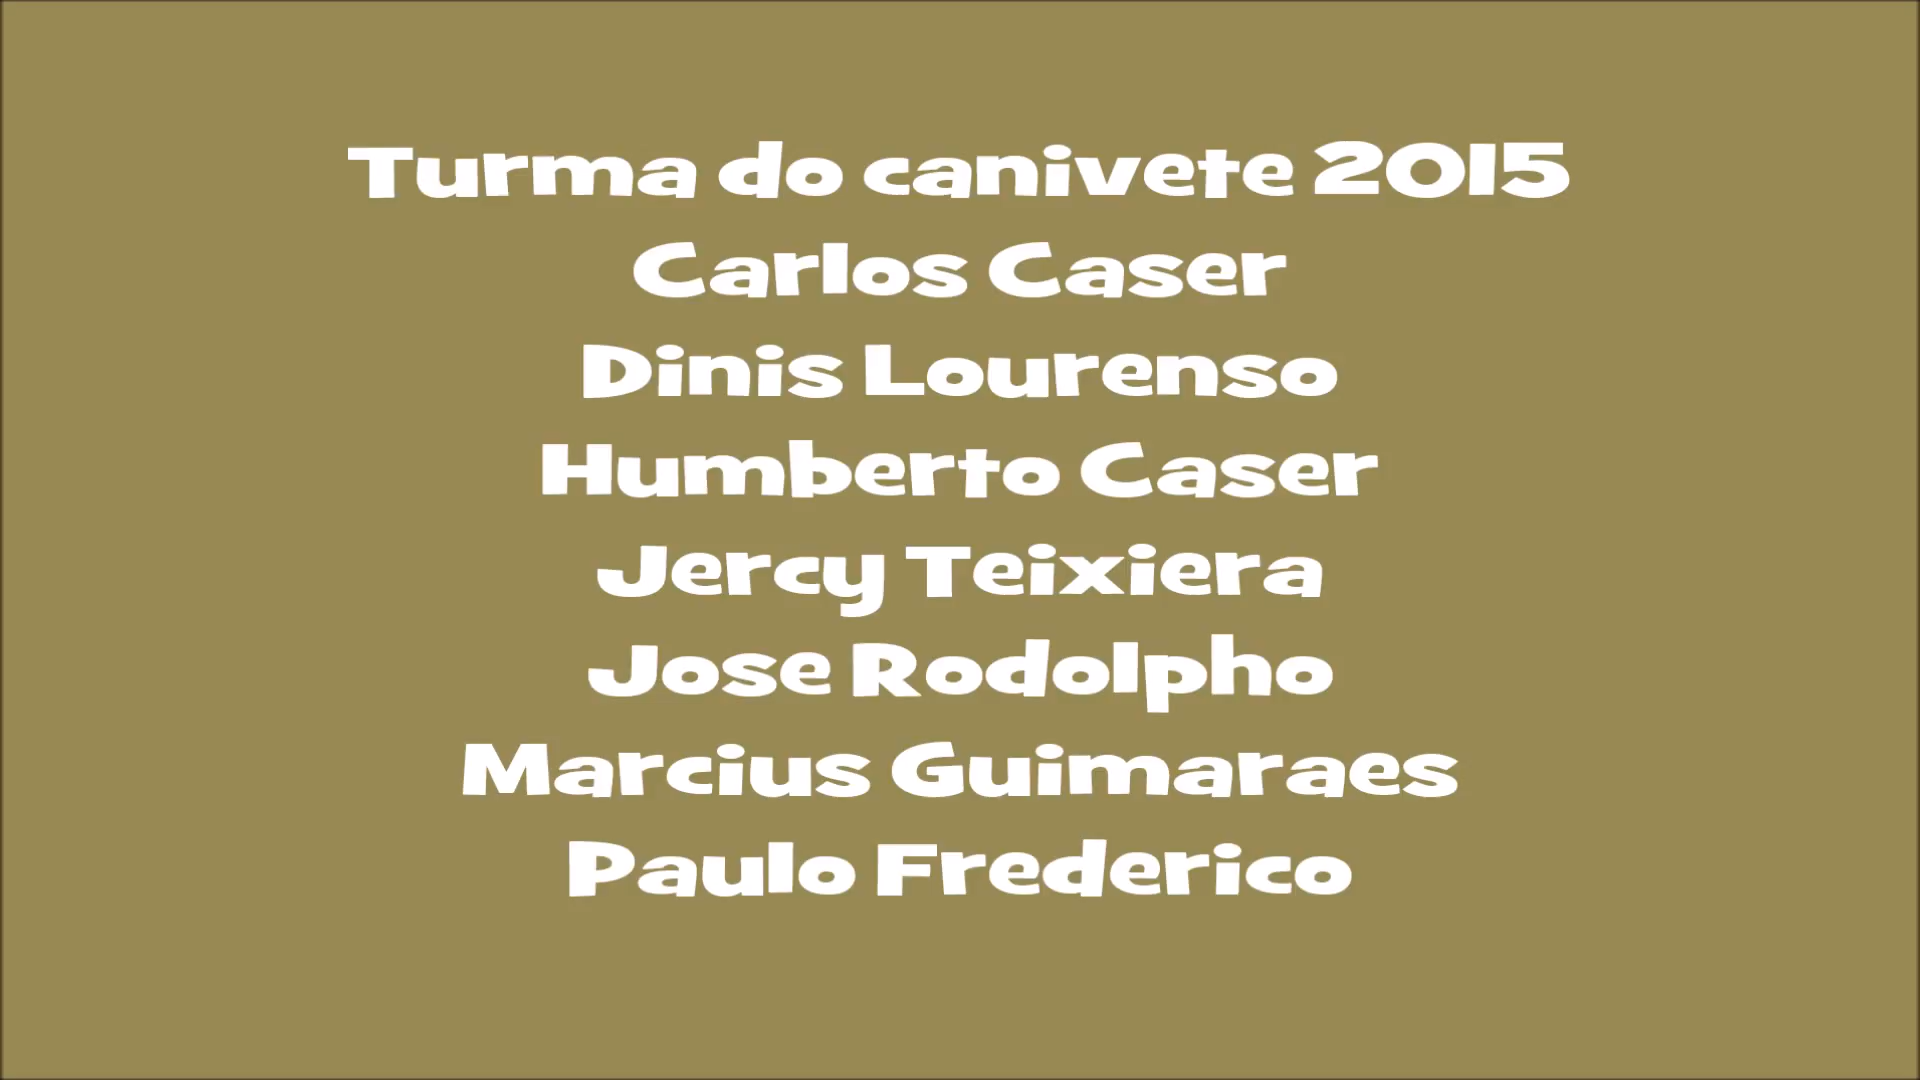 Turma do canivete 2015
Carlos Caser
Dinis Lourenso
Humberto Caser
Jercy Teixiera
Jose Rodolpho
Marcius Guimaraes
Paulo Frederico